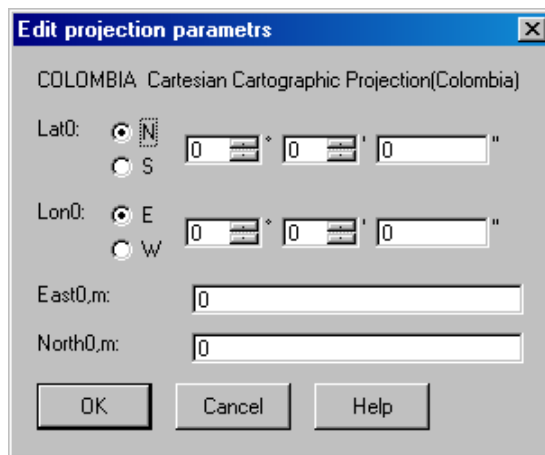 Edit projection parametrs
COLOMBIA Cartesian Cartographic Projection(Colombia)
Lat0: N 0 ° 0 ' 0 "
S
Lon0: E 0 ° 0 ' 0 "
W
East0,m: 0
North0,m: 0
OK Cancel Help